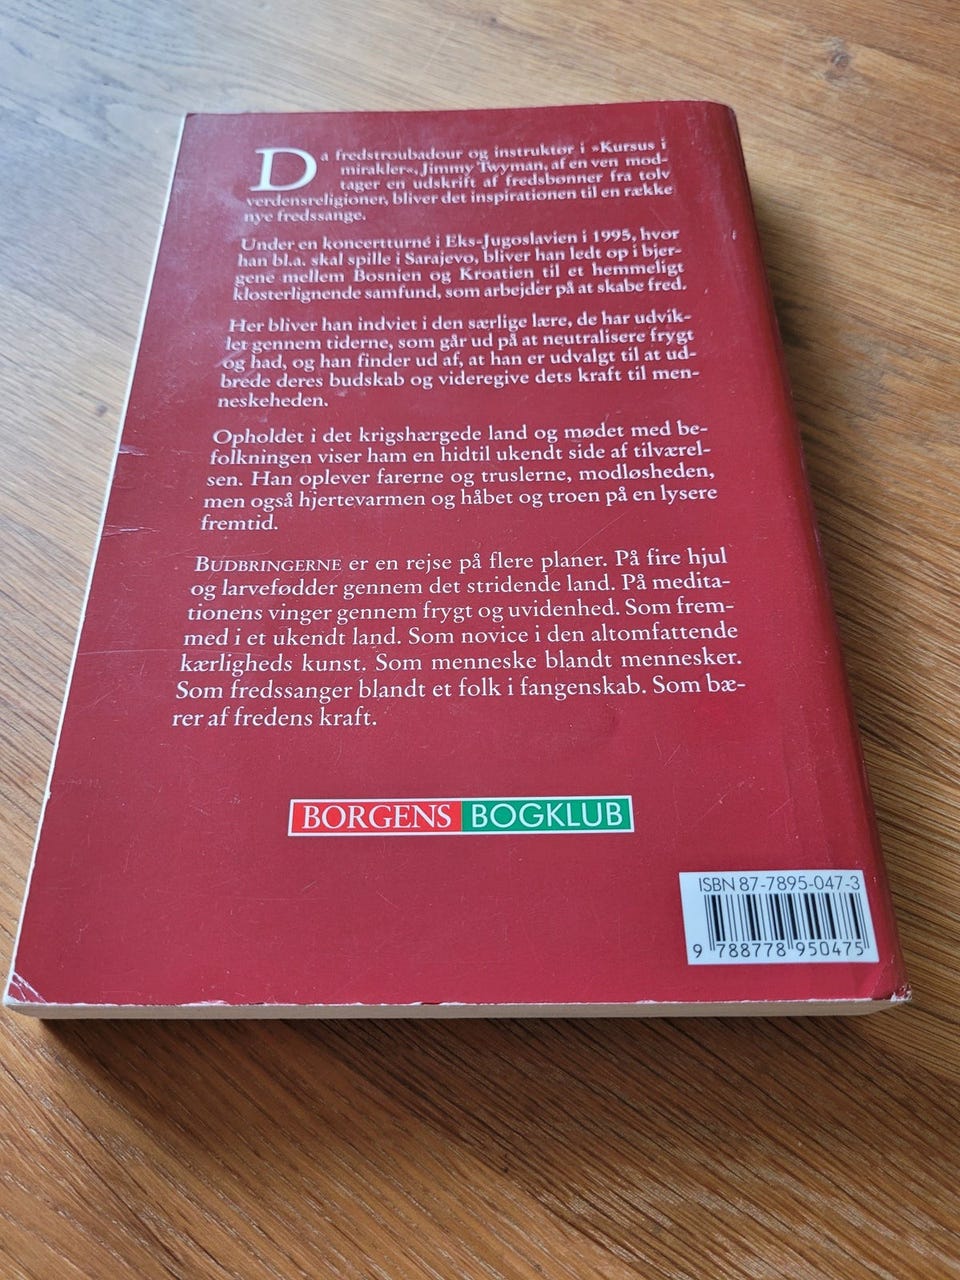 Da fredstroubadour og instruktør i »Kursus i
mirakler«, Jimmy Twyman, af en ven mod-
tager en udskrift af fredsbønner fra tolv
verdensreligioner, bliver det inspirationen til en række
nye fredssange.
Under en koncertturné i Eks-Jugoslavien i 1995, hvor
han bl.a. skal spille i Sarajevo, bliver han ledt op i bjer-
gene mellem Bosnien og Kroatien til et hemmeligt
klosterlignende samfund, som arbejder på at skabe fred.
Her bliver han indviet i den særlige lære, de har udvik-
let gennem tiderne, som går ud på at neutralisere frygt
og had, og han finder ud af, at han er udvalgt til at ud-
brede deres budskab og videregive dets kraft til men-
neskeheden.
Opholdet i det krigshærgede land og mødet med be-
folkningen viser ham en hidtil ukendt side af tilværel-
sen. Han oplever farerne og truslerne, modløsheden,
men også hjertevarmen og håbet og troen på en lysere
fremtid.
BUDBRINGERNE er en rejse på flere planer. På fire hjul
og larvefødder gennem det stridende land. På medita-
tionens vinger gennem frygt og uvidenhed. Som frem-
med i et ukendt land. Som novice i den altomfattende
kærligheds kunst. Som menneske blandt mennesker.
Som fredssanger blandt et folk i fangenskab. Som bæ-
rer af fredens kraft.
BORGENS BOGKLUB
ISBN 87-7895-047-3
9 788778 950475